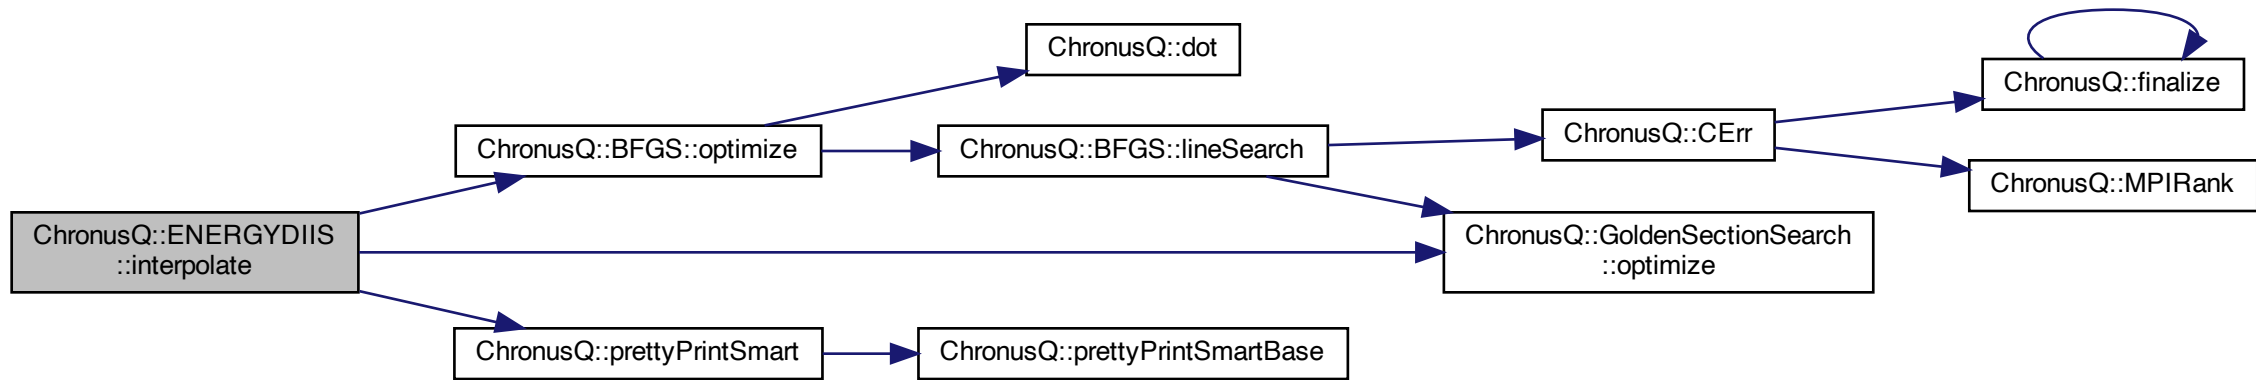 ChronusQ::dot
ChronusQ::finalize
ChronusQ::BFGS::optimize
ChronusQ::BFGS::lineSearch
ChronusQ::CErr
ChronusQ::MPIRank
ChronusQ::ENERGYDIIS
::interpolate
ChronusQ::GoldenSectionSearch
::optimize
ChronusQ::prettyPrintSmart
ChronusQ::prettyPrintSmartBase